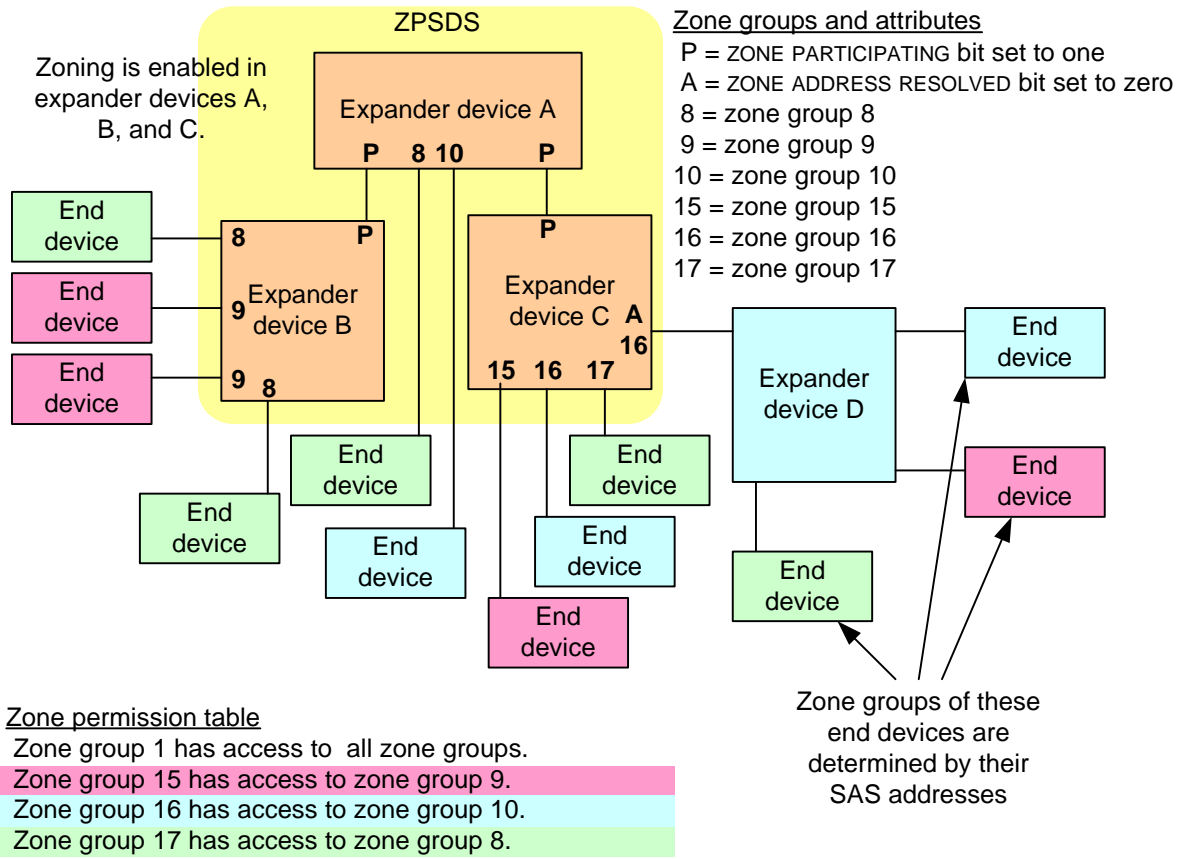 ZPSDS
Zoning is enabled in
expander devices A,
B, and C.
Expander device A
P 8 10 P
Zone groups and attributes
P = ZONE PARTICIPATING bit set to one
A = ZONE ADDRESS RESOLVED bit set to zero
8 = zone group 8
9 = zone group 9
10 = zone group 10
15 = zone group 15
16 = zone group 16
17 = zone group 17
End
device
End
device
End
device
P
8
9
9
8
Expander
device B
P
Expander
device C
A
16
15 16 17
Expander
device D
End
device
End
device
End
device
End
device
End
device
End
device
End
device
End
device
End
device
End
device
Zone groups of these
end devices are
determined by their
SAS addresses
Zone permission table
Zone group 1 has access to all zone groups.
Zone group 15 has access to zone group 9.
Zone group 16 has access to zone group 10.
Zone group 17 has access to zone group 8.